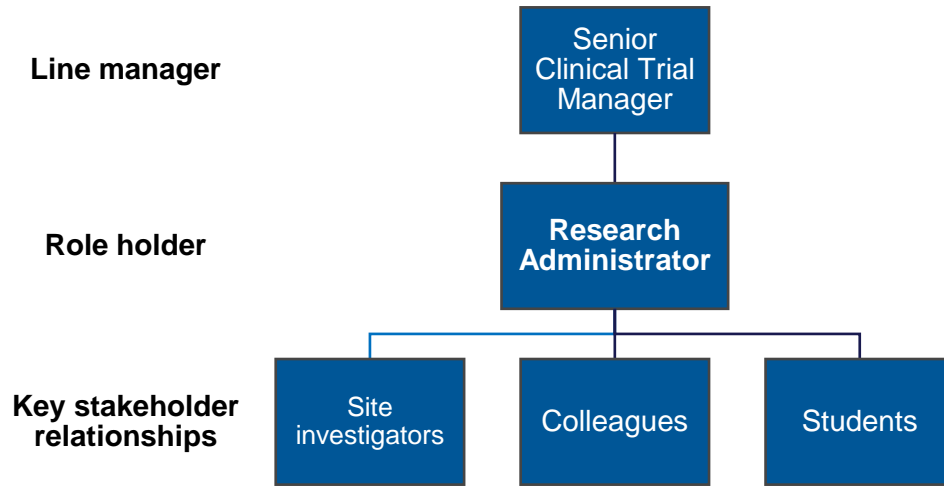 Line manager
Senior
Clinical Trial
Manager
Role holder
Research
Administrator
Key stakeholder
relationships
Site
investigators
Colleagues
Students